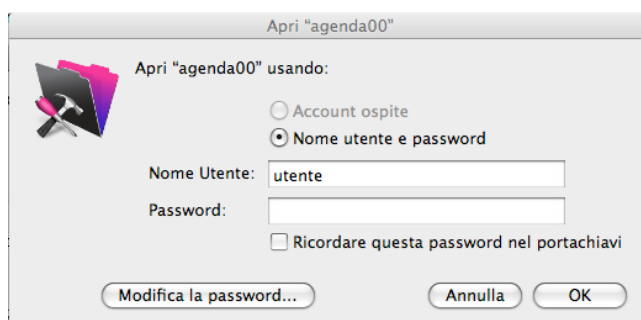 Apri “agenda00”
Apri “agenda00” usando:
Account ospite
Nome utente e password
Nome Utente: utente
Password:
Ricordare questa password nel portachiavi
Modifica la password... Annulla OK